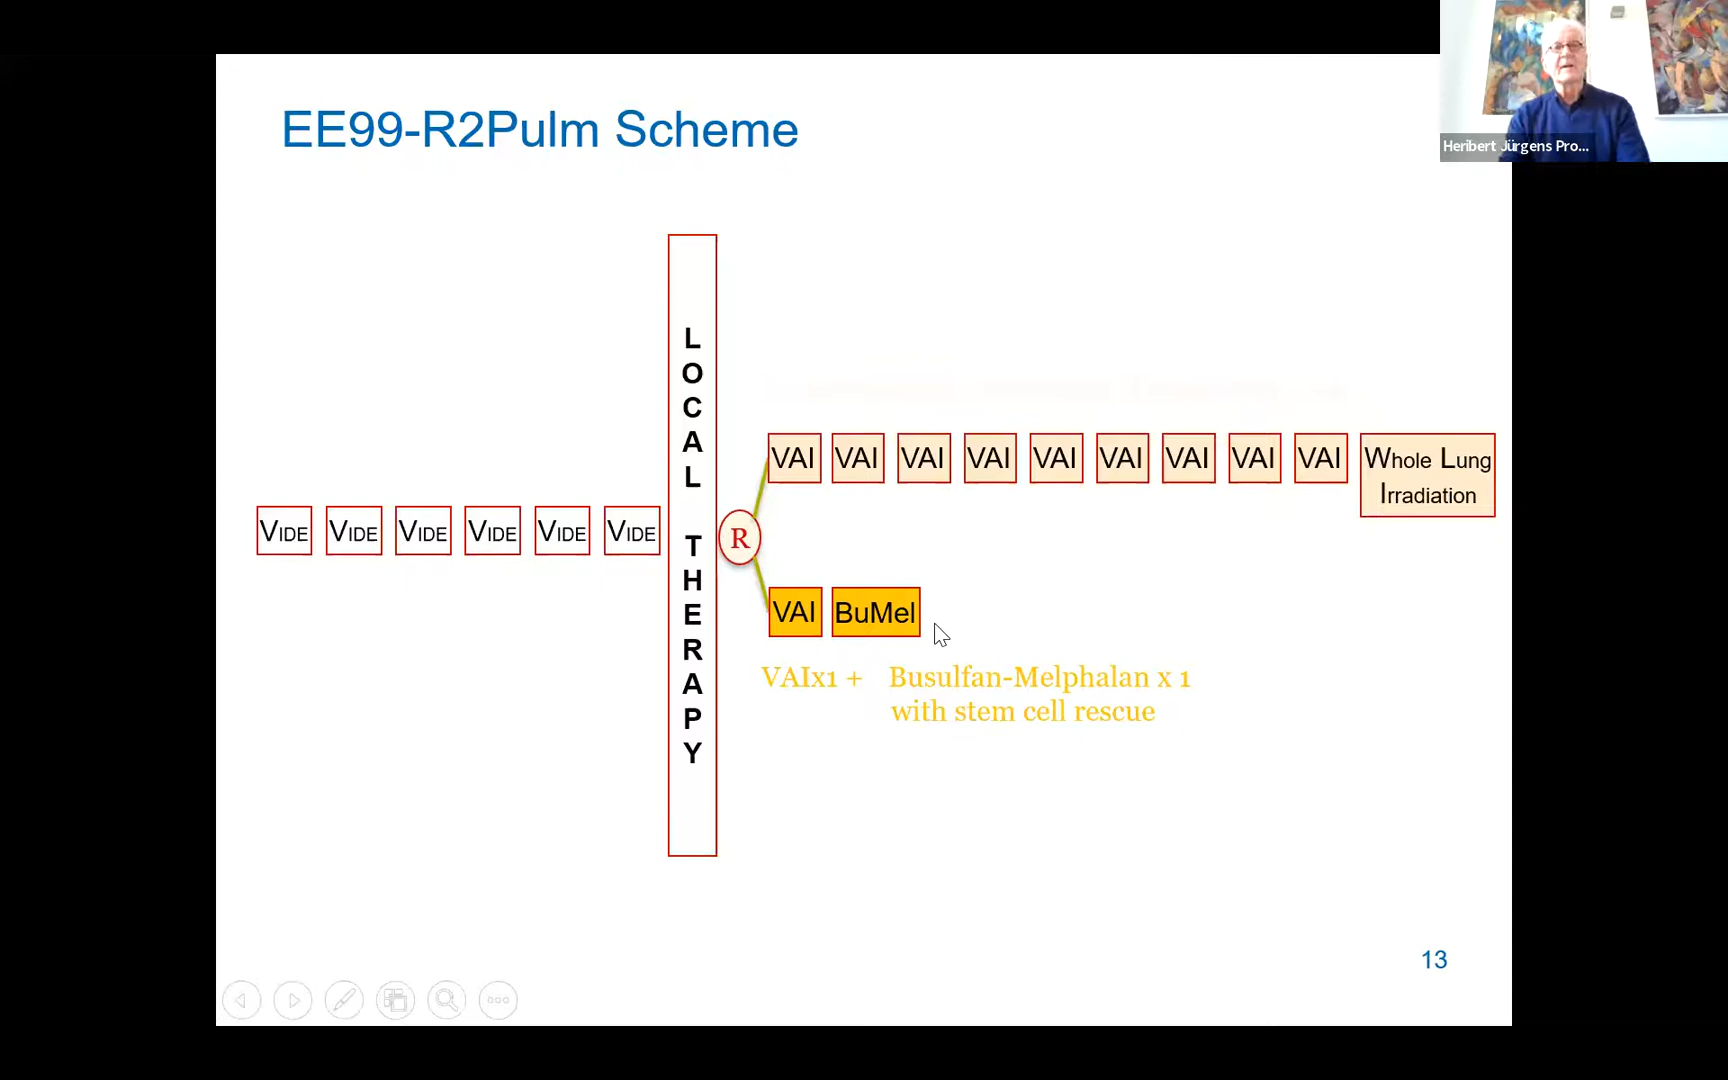 Heribert Jürgens Pro...
EE99-R2Pulm Scheme
LOCAL THERAPY
VAI VAI VAI VAI VAI VAI VAI VAI VAI Whole Lung
Irradiation
VIDE VIDE VIDE VIDE VIDE VIDE
R
VAI BuMel
VAIx1 + Busulfan-Melphalan x 1
with stem cell rescue
13